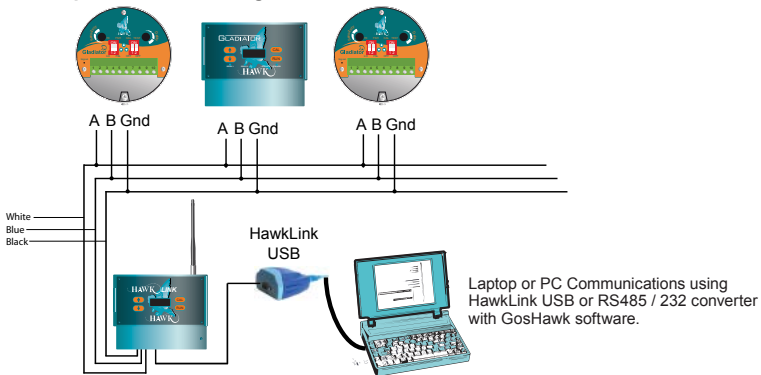 Gladiator
GLADIATOR
HAWK
Gladiator
A B Gnd
A B Gnd
A B Gnd
White
Blue
Black
HawkLink
USB
HAWK LINK
HAWK
Laptop or PC Communications using
HawkLink USB or RS485 / 232 converter
with GosHawk software.